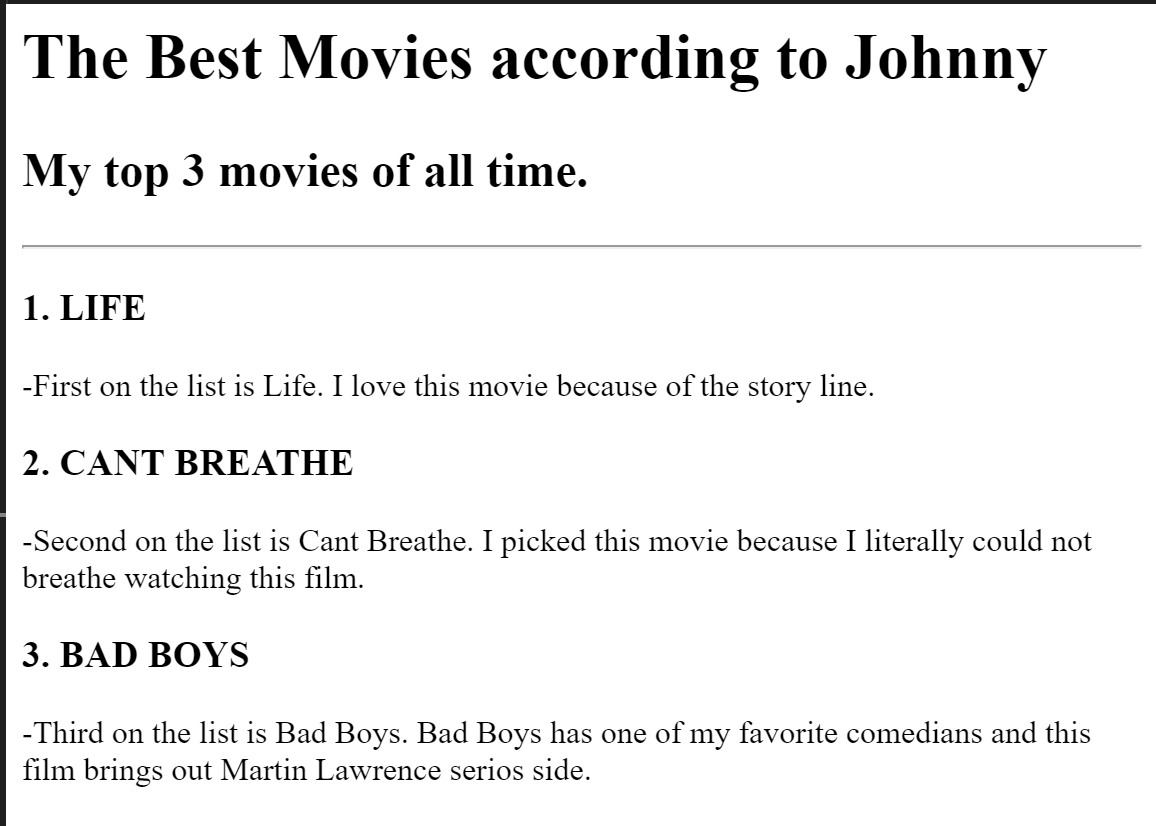 The Best Movies according to Johnny
My top 3 movies of all time.
1. LIFE
-First on the list is Life. I love this movie because of the story line.
2. CANT BREATHE
-Second on the list is Cant Breathe. I picked this movie because I literally could not
breathe watching this film.
3. BAD BOYS
-Third on the list is Bad Boys. Bad Boys has one of my favorite comedians and this
film brings out Martin Lawrence serios side.